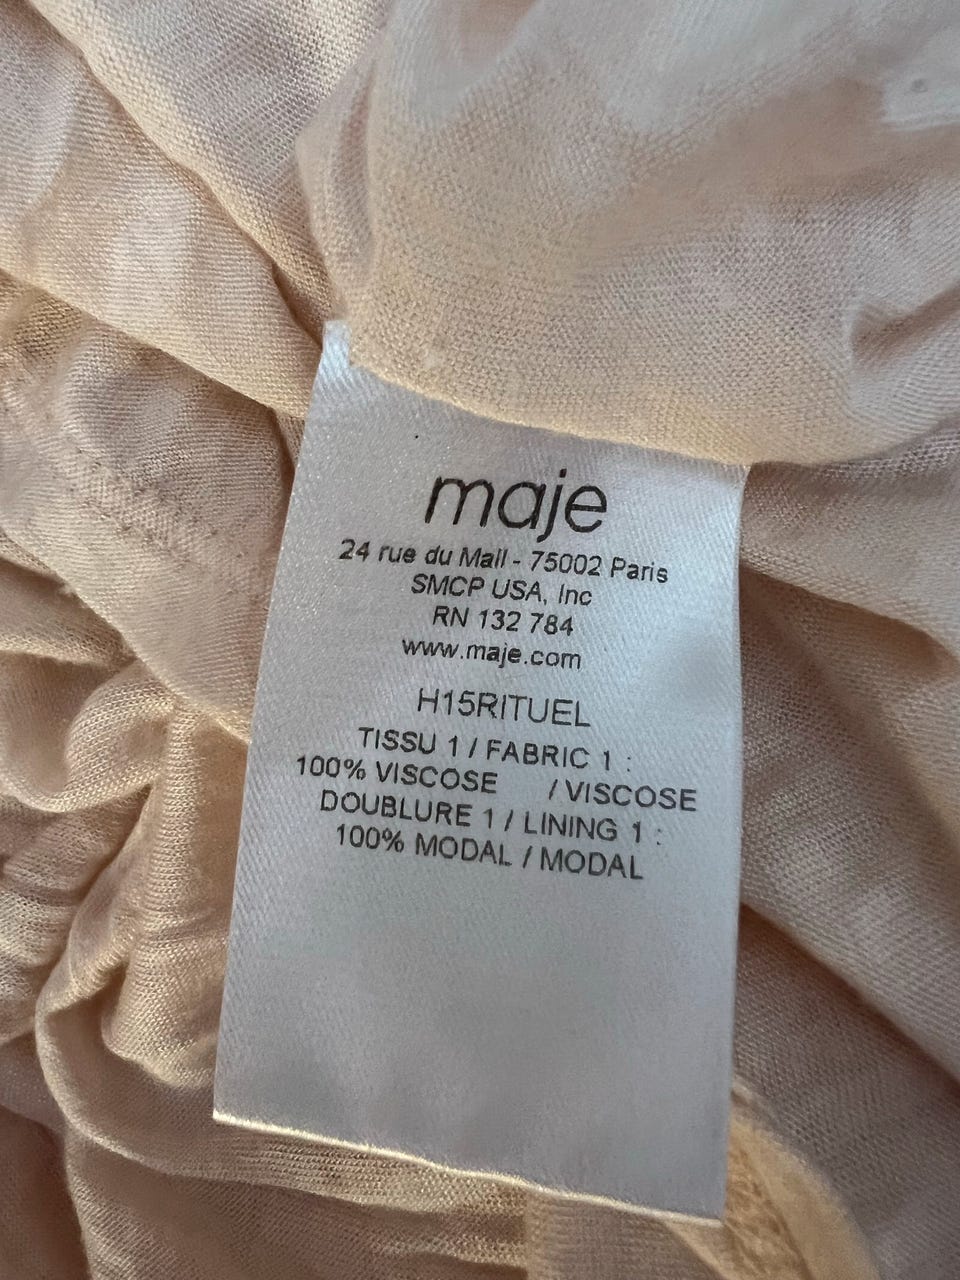 maje
24 rue du Mail - 75002 Paris
SMCP USA, Inc
RN 132 784
www.maje.com
H15RITUEL
TISSU 1 / FABRIC 1 :
100% VISCOSE / VISCOSE
DOUBLURE 1 / LINING 1 :
100% MODAL / MODAL